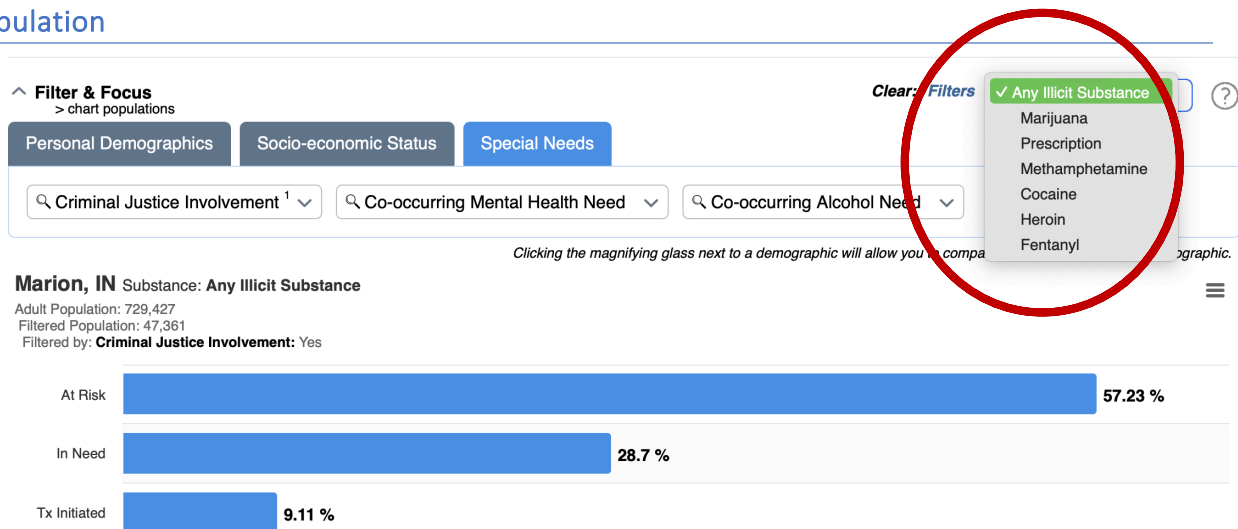 pulation
Filter & Focus
> chart populations
Clear: Filters
✓ Any Illicit Substance
Marijuana
Prescription
Methamphetamine
Cocaine
Heroin
Fentanyl
?
Personal Demographics Socio-economic Status Special Needs
Criminal Justice Involvement 1 Co-occurring Mental Health Need Co-occurring Alcohol Need
Clicking the magnifying glass next to a demographic will allow you to compa ographic.
Marion, IN Substance: Any Illicit Substance
Adult Population: 729,427
Filtered Population: 47,361
Filtered by: Criminal Justice Involvement: Yes
At Risk 57.23 %
In Need 28.7 %
Tx Initiated 9.11 %